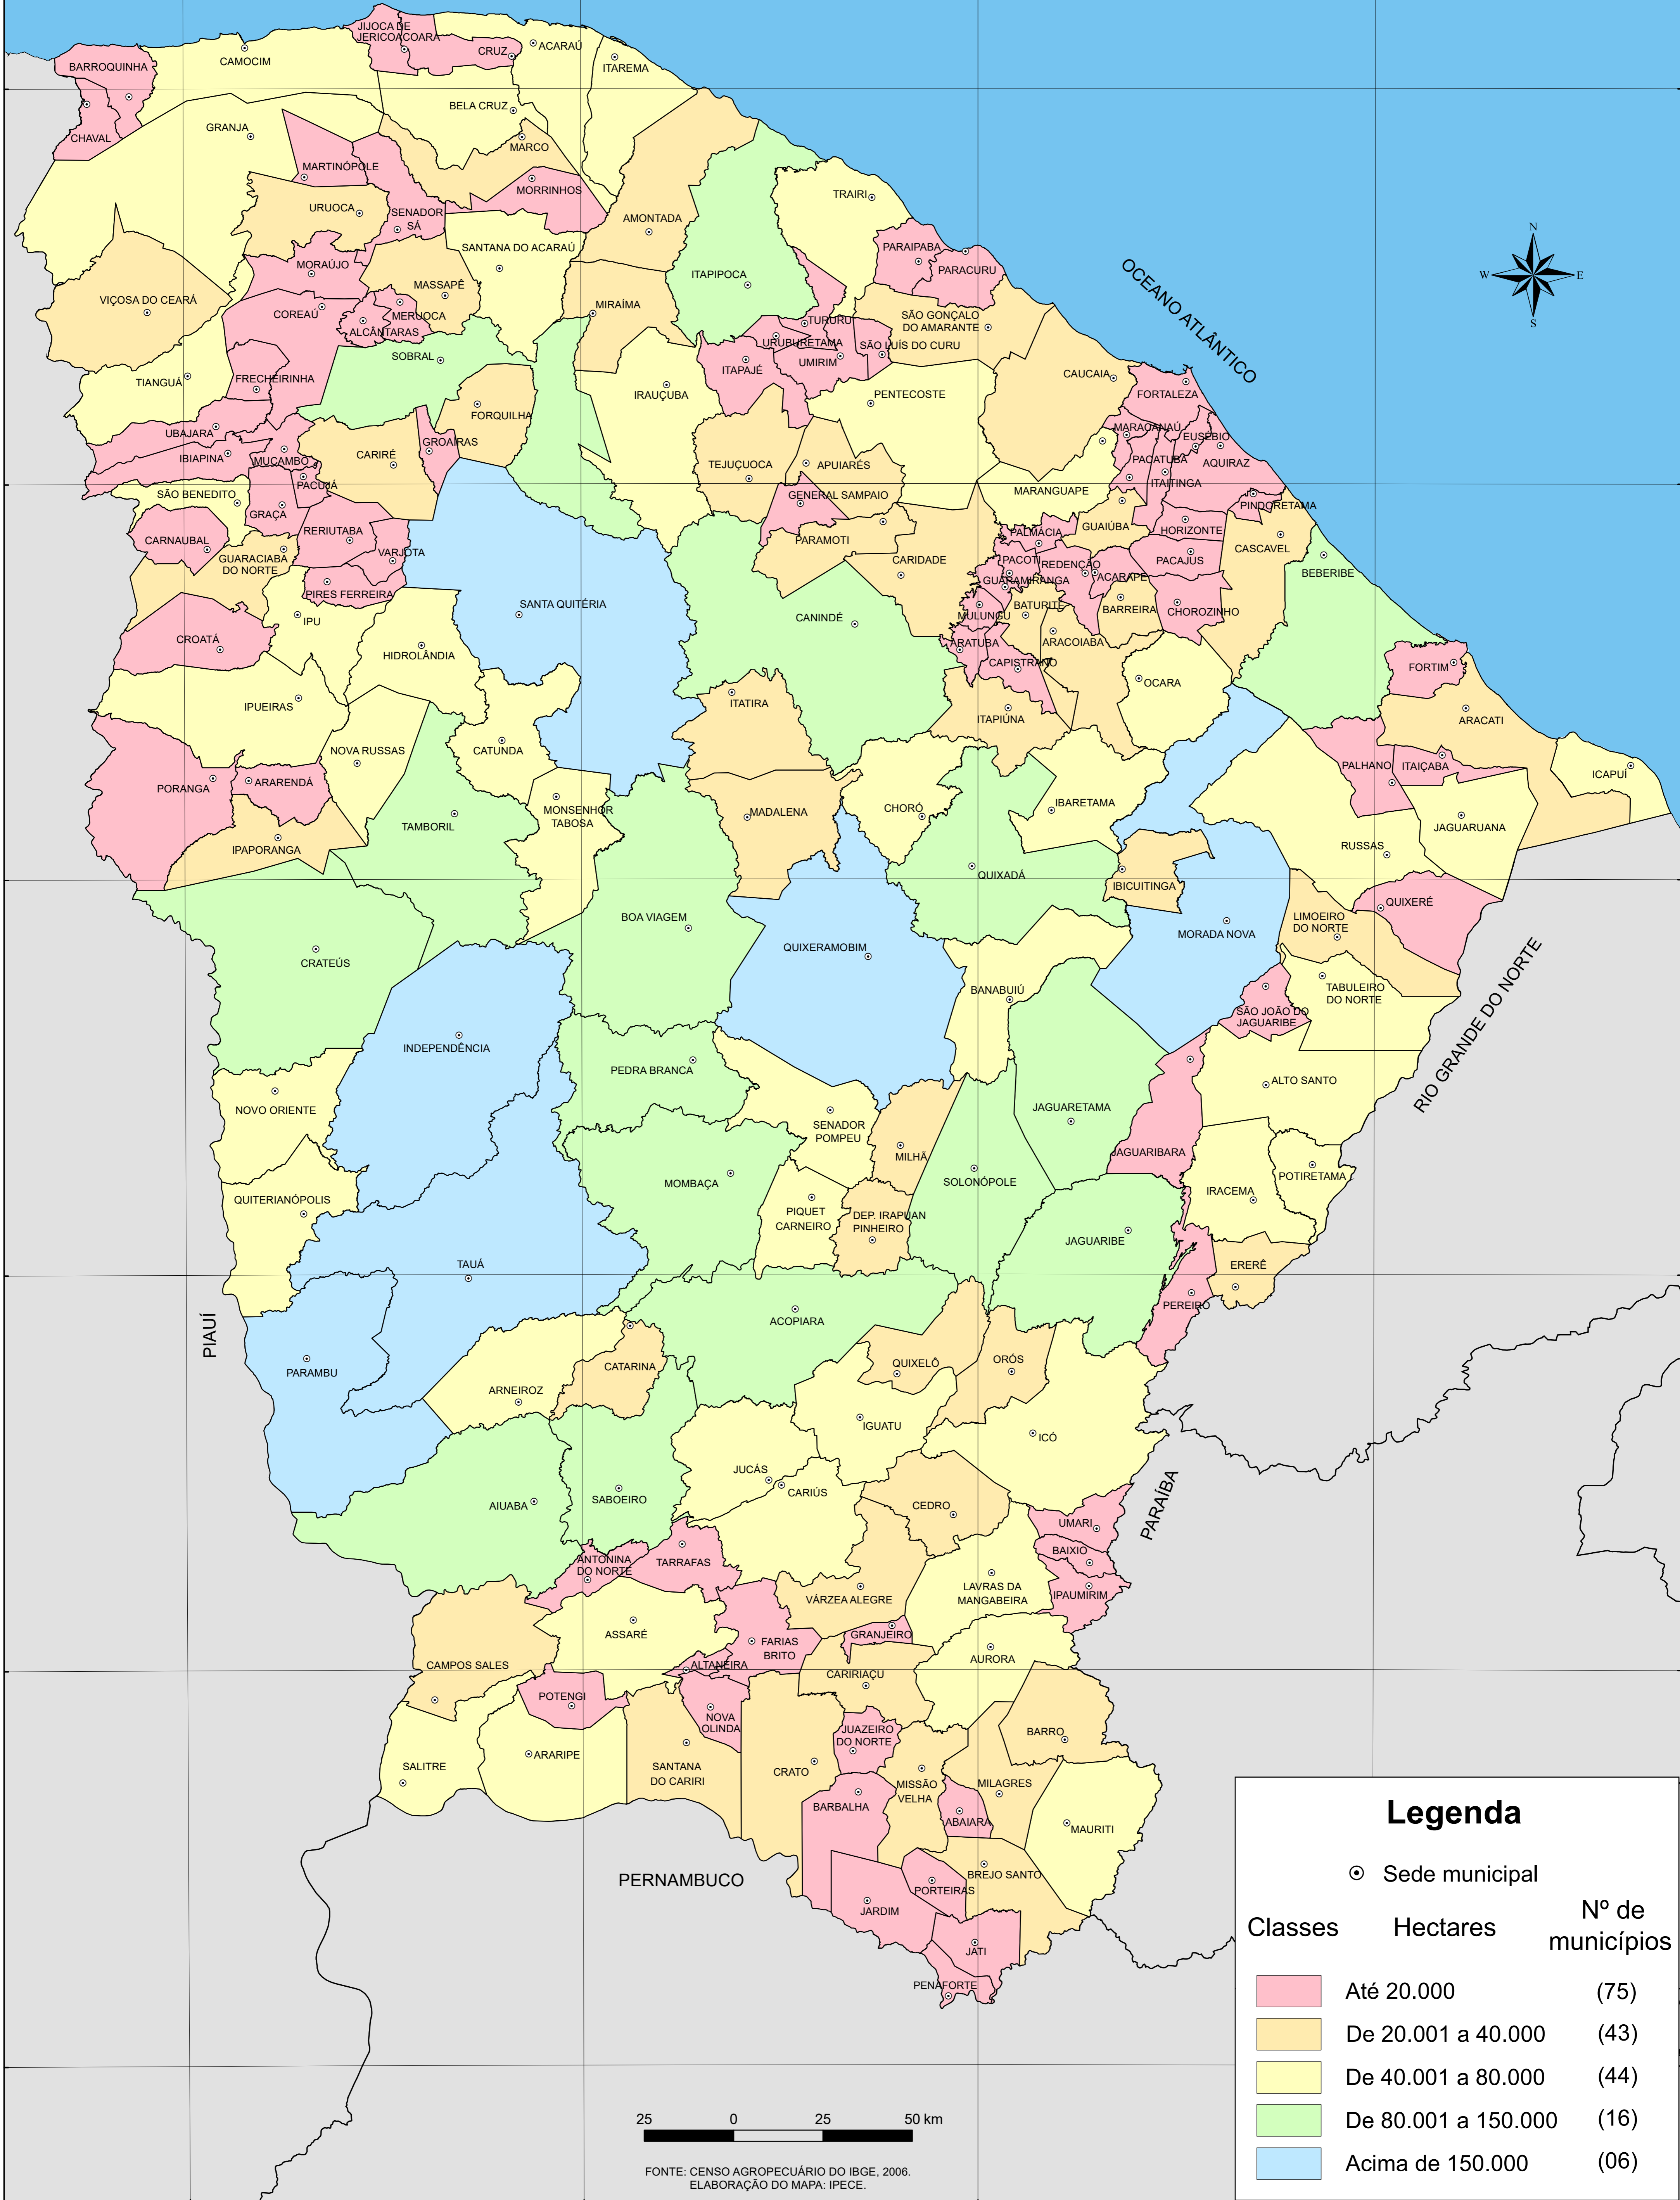 JIJOCA DE
JERICOACOARA
CRUZ
ACARAÚ
ITAREMA
CAMOCIM
BARROQUINHA
CHAVAL
BELA CRUZ
GRANJA
MARCO
MARTINÓPOLE
MORRINHOS
URUOCA
SENADOR
SÁ
AMONTADA
TRAIRI
SANTANA DO ACARAÚ
PARAIPABA
PARACURU
MORAÚJO
ITAPIPOCA
MASSAPÊ
VIÇOSA DO CEARÁ
MIRAÍMA
COREAÚ
MERUOCA
ALCÂNTARAS
TURURU
SÃO GONÇALO
DO AMARANTE
URUBURETAMA
SÃO LUÍS DO CURU
SOBRAL
UMIRIM
ITAPAJÉ
TIANGUÁ
FRECHEIRINHA
IRAUÇUBA
PENTECOSTE
CAUCAIA
FORTALEZA
FORQUILHA
UBAJARA
GROAÍRAS
MARACANAÚ
EUSÉBIO
IBIAPINA
MUCAMBO
CARIRÉ
TEJUÇUOCA
APUIARÉS
PACATUBA
AQUIRAZ
PACUJÁ
ITAITINGA
SÃO BENEDITO
GENERAL SAMPAIO
MARANGUAPE
GRAÇA
PINDORETAMA
CARNAUBAL
RERIUTABA
PARAMOTI
PALMÁCIA
GUAIÚBA
HORIZONTE
GUARACIABA
DO NORTE
VARJOTA
CARIDADE
PACOTI
REDENÇÃO
PACAJUS
CASCAVEL
BEBERIBE
GUARAMIRANGA
ACARAPE
PIRES FERREIRA
SANTA QUITÉRIA
CANINDÉ
MULUNGU
BATURITÉ
BARREIRA
CHOROZINHO
IPU
CROATÁ
HIDROLÂNDIA
ARATUBA
ARACOIABA
CAPISTRANO
FORTIM
OCARA
ITATIRA
ITAPIÚNA
ARACATI
IPUEIRAS
NOVA RUSSAS
CATUNDA
PALHANO
ITAIÇABA
ICAPUÍ
PORANGA
ARARENDÁ
MONSENHOR
TABOSA
MADALENA
CHORÓ
IBARETAMA
TAMBORIL
JAGUARUANA
IPAPORANGA
RUSSAS
QUIXADÁ
IBICUITINGA
QUIXERÉ
BOA VIAGEM
LIMOEIRO
DO NORTE
MORADA NOVA
CRATEÚS
QUIXERAMOBIM
BANABUIÚ
TABULEIRO
DO NORTE
SÃO JOÃO DO
JAGUARIBE
INDEPENDÊNCIA
PEDRA BRANCA
ALTO SANTO
NOVO ORIENTE
SENADOR
POMPEU
JAGUARETAMA
MILHÃ
JAGUARIBARA
MOMBAÇA
SOLONÓPOLE
POTIRETAMA
IRACEMA
QUITERIANÓPOLIS
PIQUET
CARNEIRO
DEP. IRAPUAN
PINHEIRO
JAGUARIBE
TAUÁ
ERERÊ
PEREIRO
ACOPIARA
PARAMBU
CATARINA
QUIXELÔ
ORÓS
ARNEIROZ
IGUATU
ICÓ
JUCÁS
CARIÚS
AIUABA
SABOEIRO
CEDRO
UMARI
BAIXIO
ANTONINA
DO NORTE
TARRAFAS
IPAUMIRIM
VÁRZEA ALEGRE
LAVRAS DA
MANGABEIRA
ASSARÉ
FARIAS
BRITO
GRANJEIRO
AURORA
CAMPOS SALES
ALTANEIRA
CARIRIAÇU
POTENGI
NOVA
OLINDA
JUAZEIRO
DO NORTE
BARRO
SALITRE
ARARIPE
SANTANA
DO CARIRI
CRATO
MISSÃO
VELHA
MILAGRES
BARBALHA
ABAIARA
MAURITI
BREJO SANTO
PORTEIRAS
JARDIM
JATI
PENAFORTE
OCEANO ATLÂNTICO
RIO GRANDE DO NORTE
PARAÍBA
PERNAMBUCO
PIAUÍ
N
W E
S
Legenda
Sede municipal
Classes Hectares Nº de
municípios
Até 20.000 (75)
De 20.001 a 40.000 (43)
De 40.001 a 80.000 (44)
De 80.001 a 150.000 (16)
Acima de 150.000 (06)
25 0 25 50 km
FONTE: CENSO AGROPECUÁRIO DO IBGE, 2006.
ELABORAÇÃO DO MAPA: IPECE.